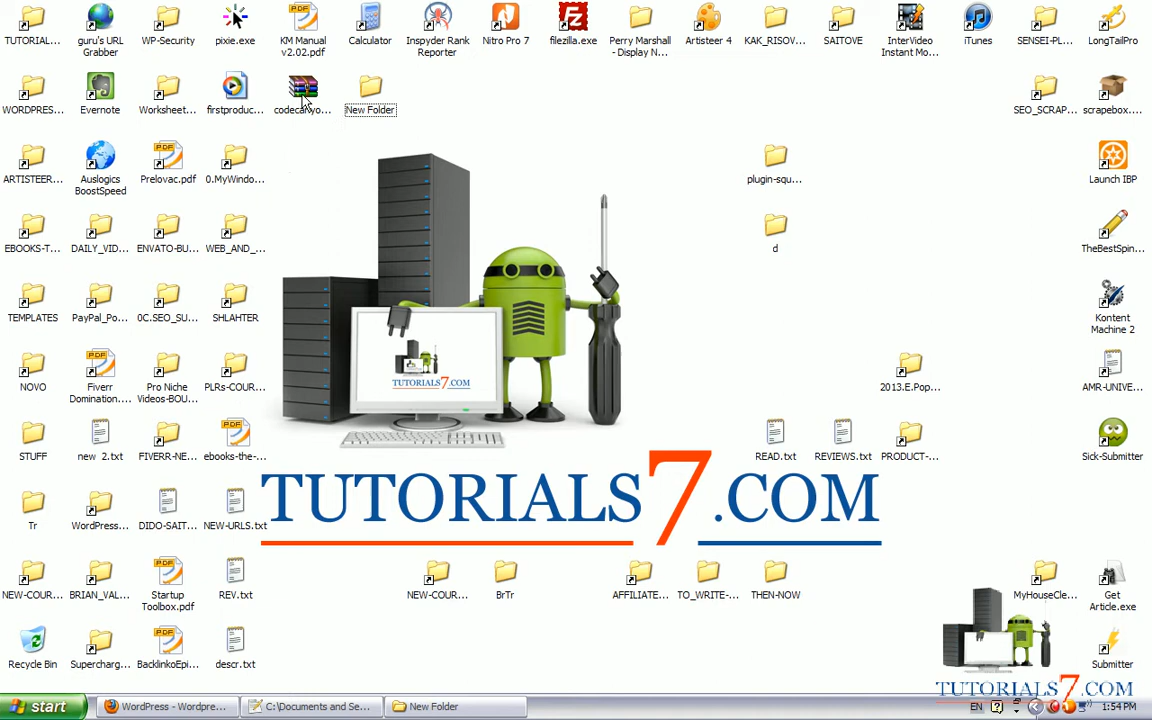 TUTORIAL...
guru's URL
Grabber
WP-Security
pixie.exe
KM Manual
v2.02.pdf
Calculator
Inspyder Rank
Reporter
Nitro Pro 7
filezilla.exe
Perry Marshall
- Display N...
Artisteer 4
KAK_RISOV...
SAITOVE
InterVideo
Instant Mo...
iTunes
SENSEI-PL...
LongTailPro
WORDPRES...
Evernote
Worksheet...
firstproduc...
codecanyo...
New Folder
SEO_SCRAP...
scrapebox....
ARTISTEER...
Auslogics
BoostSpeed
Prelovac.pdf
0.MyWindo...
plugin-squ...
Launch IBP
EBOOKS-T...
DAILY_VID...
ENVATO-BU...
WEB_AND_...
d
TheBestSpin...
TEMPLATES
PayPal_Po...
0C.SEO_SU...
SHLAHTER
Kontent
Machine 2
TUTORIALS7.COM
NOVO
Fiverr
Domination....
Pro Niche
Videos-BOU...
PLRs-COUR...
2013.E.Pop...
AMR-UNIVE...
STUFF
new 2.txt
FIVERR-NE...
ebooks-the-...
READ.txt
REVIEWS.txt
PRODUCT-...
Sick-Submitter
TUTORIALS7.COM
Tr
WordPress...
DIDO-SAIT...
NEW-URLS.txt
NEW-COUR...
BRIAN_VAL...
Startup
Toolbox.pdf
REV.txt
NEW-COUR...
BrTr
AFFILIATE...
TO_WRITE-...
THEN-NOW
MyHouseCle...
Get
Article.exe
Recycle Bin
Supercharg...
BacklinkoEpi...
descr.txt
Submitter
TUTORIALS7.COM
start
WordPress - Wordpre...
C:\Documents and Se...
New Folder
EN
1:54 PM